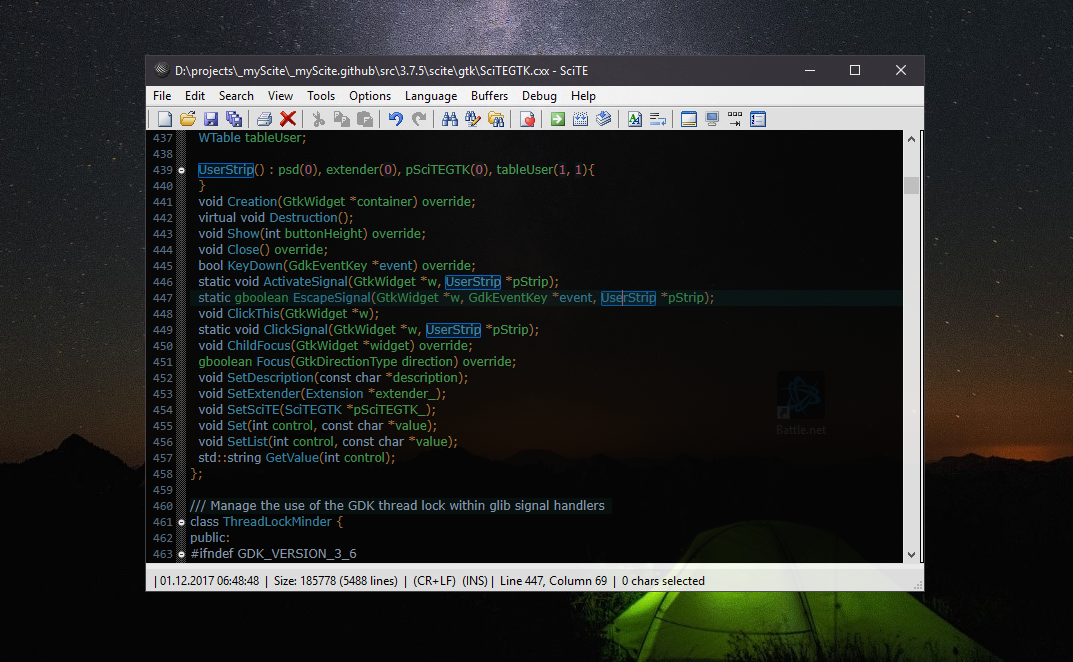 D:\projects\_myScite\_myScite.github\src\3.7.5\scite\gtk\SciTEGTK.cxx - SciTE
File Edit Search View Tools Options Language Buffers Debug Help
437 WTable tableUser;
438
439 UserStrip() : psd(0), extender(0), pSciTEGTK(0), tableUser(1, 1){
440 }
441 void Creation(GtkWidget *container) override;
442 virtual void Destruction();
443 void Show(int buttonHeight) override;
444 void Close() override;
445 bool KeyDown(GdkEventKey *event) override;
446 static void ActivateSignal(GtkWidget *w, UserStrip *pStrip);
447 static gboolean EscapeSignal(GtkWidget *w, GdkEventKey *event, UserStrip *pStrip);
448 void ClickThis(GtkWidget *w);
449 static void ClickSignal(GtkWidget *w, UserStrip *pStrip);
450 void ChildFocus(GtkWidget *widget) override;
451 gboolean Focus(GtkDirectionType direction) override;
452 void SetDescription(const char *description);
453 void SetExtender(Extension *extender_);
454 void SetSciTE(SciTEGTK *pSciTEGTK_);
455 void Set(int control, const char *value);
456 void SetList(int control, const char *value);
457 std::string GetValue(int control);
458 };
459
460 /// Manage the use of the GDK thread lock within glib signal handlers
461 class ThreadLockMinder {
462 public:
463 #ifndef GDK_VERSION_3_6
Battle.net
| 01.12.2017 06:48:48 | Size: 185778 (5488 lines) | (CR+LF) (INS) | Line 447, Column 69 | 0 chars selected